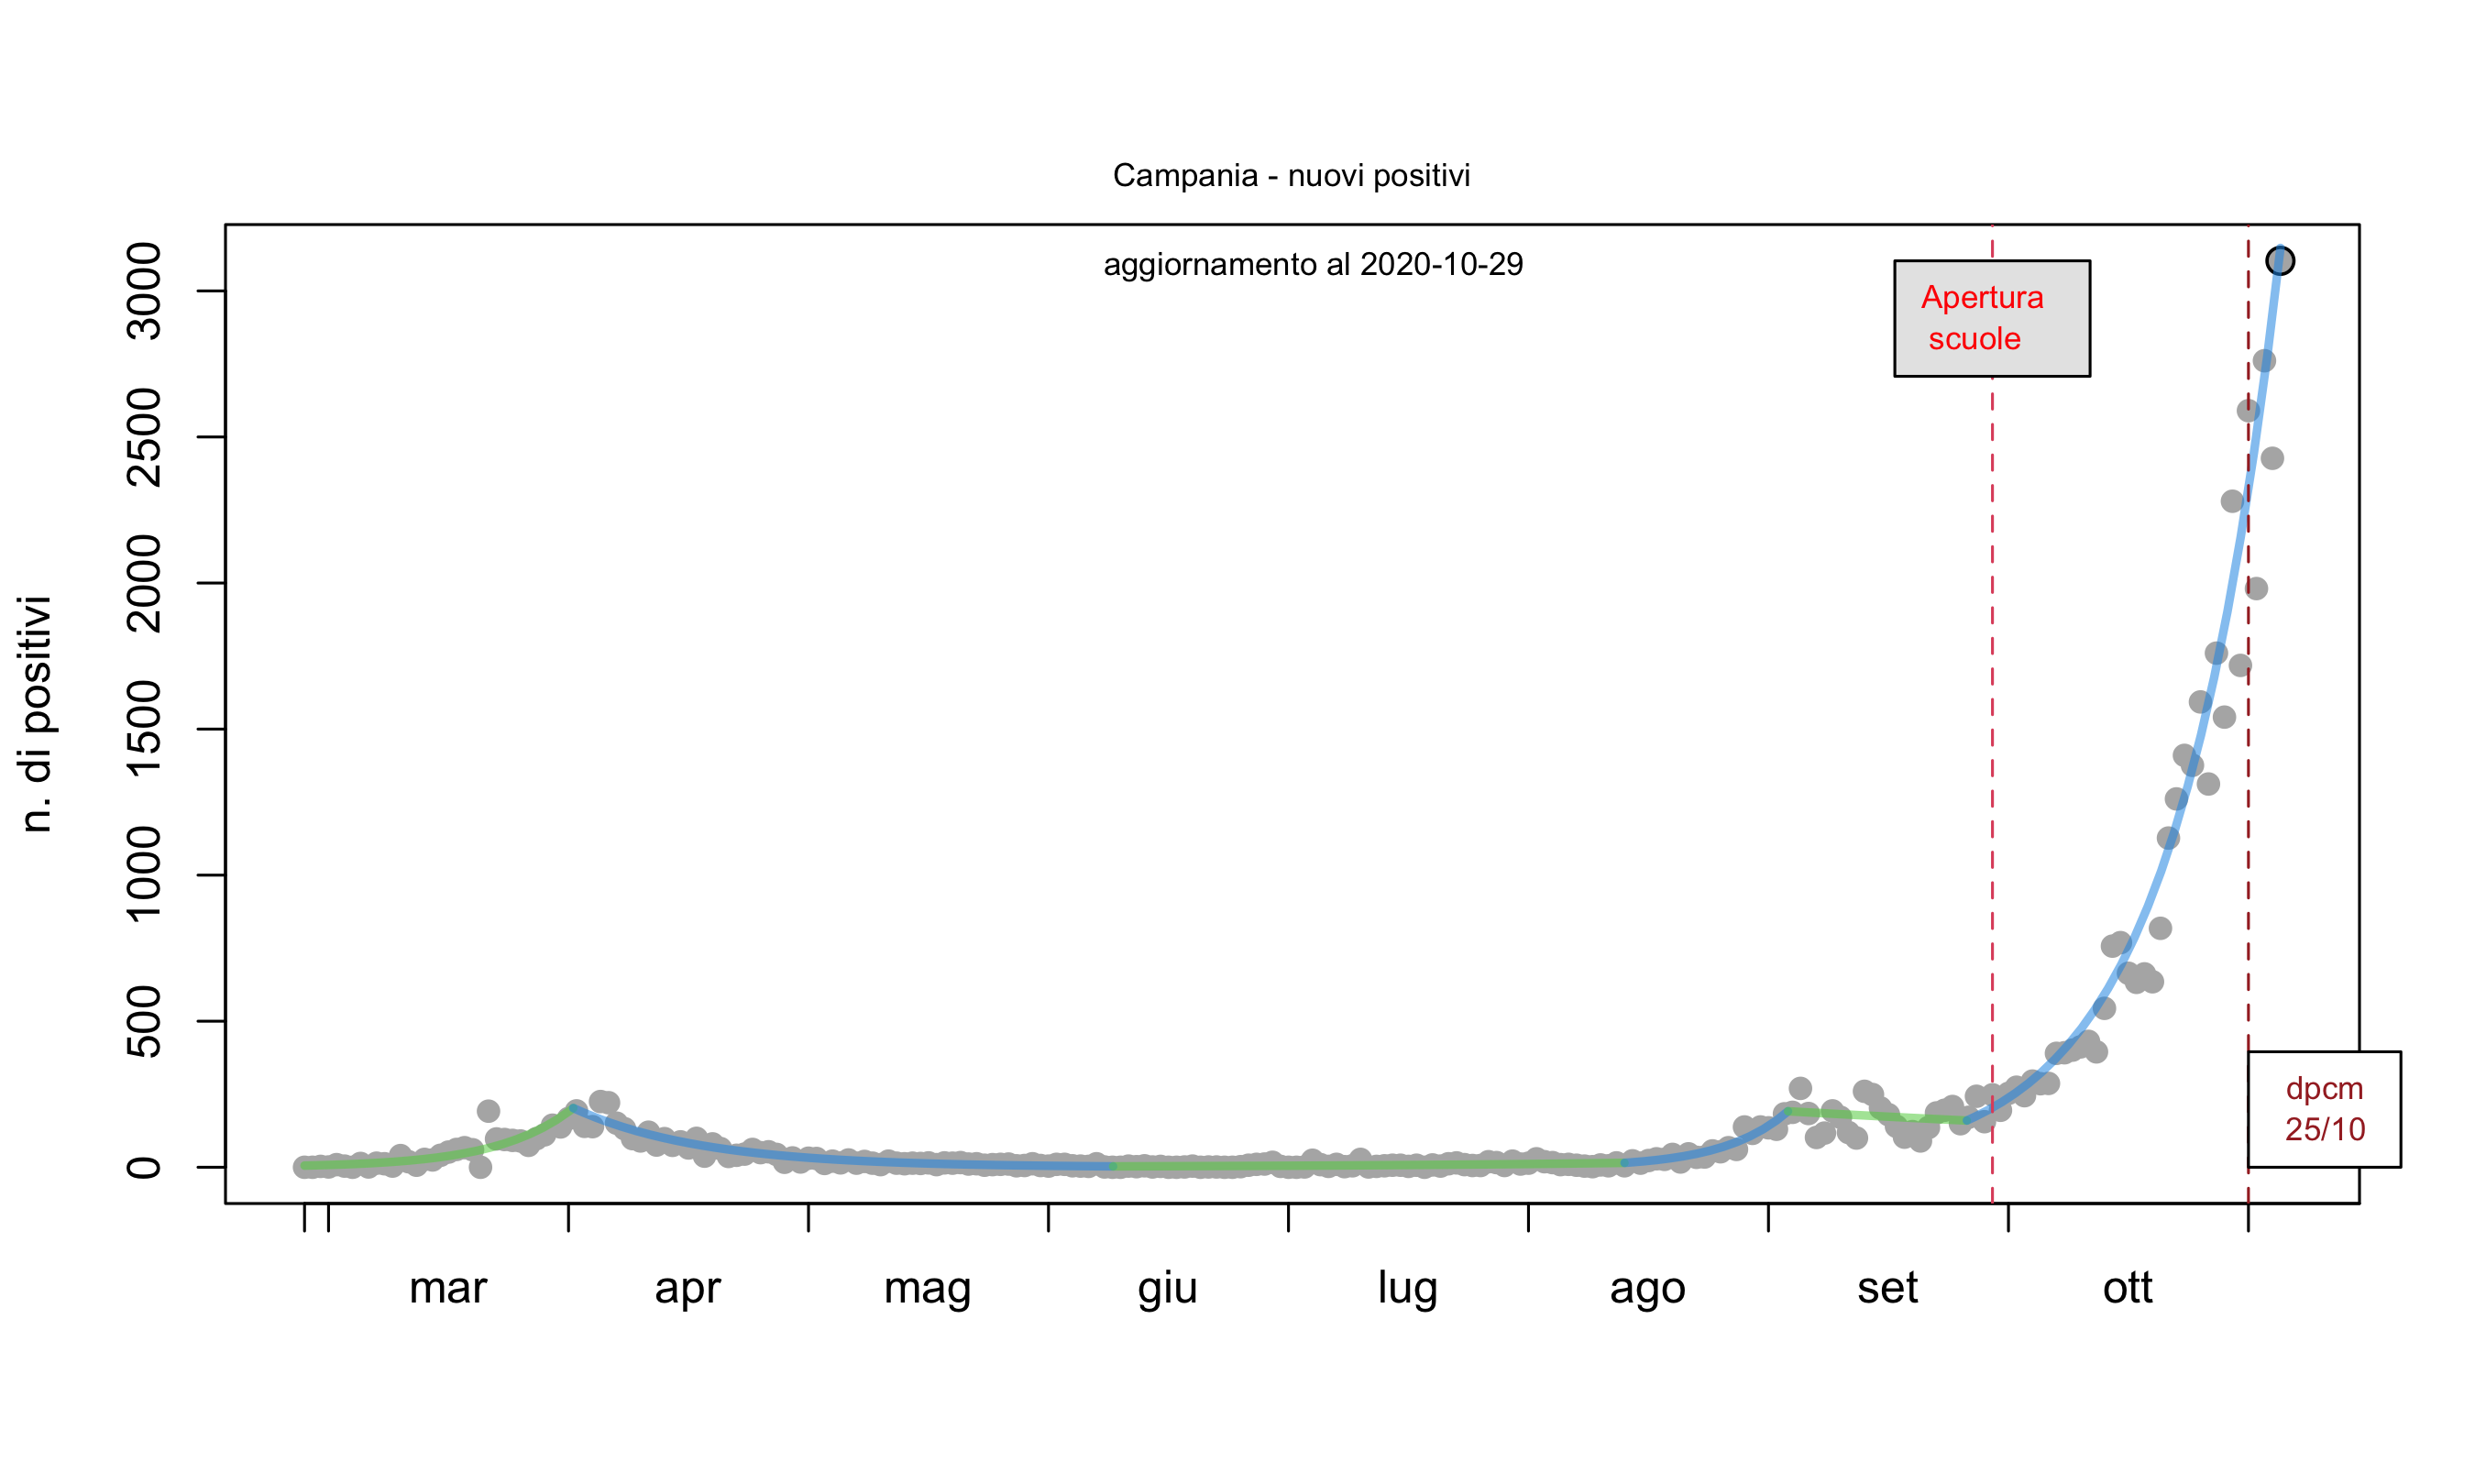 Campania - nuovi positivi
aggiornamento al 2020-10-29
Apertura
scuole
n. di positivi
3000
2500
2000
1500
1000
500
0
dpcm
25/10
mar apr mag giu lug ago set ott